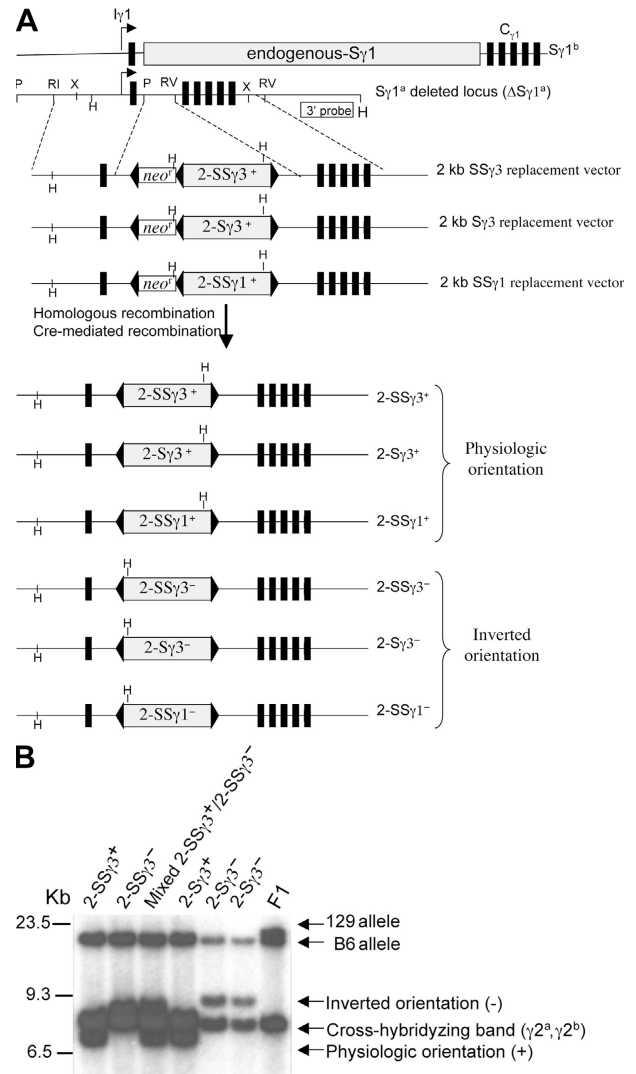 A
Iγ1
Cγ1
endogenous-Sγ1
Sγ1ᵇ
P RI X H P RV X RV
Sγ1ᵃ deleted locus (ΔSγ1ᵃ)
3' probe
H
H neoʳ H 2-SSγ3⁺ H
2 kb SSγ3 replacement vector
H neoʳ H 2-Sγ3⁺ H
2 kb Sγ3 replacement vector
H neoʳ H 2-SSγ1⁺ H
2 kb SSγ1 replacement vector
Homologous recombination
Cre-mediated recombination
H 2-SSγ3⁺ H
2-SSγ3⁺
H 2-Sγ3⁺ H
2-Sγ3⁺
H 2-SSγ1⁺ H
2-SSγ1⁺
Physiologic
orientation
H H 2-SSγ3⁻
2-SSγ3⁻
H H 2-Sγ3⁻
2-Sγ3⁻
H H 2-SSγ1⁻
2-SSγ1⁻
Inverted
orientation
B
Kb
2-SSγ3⁺
2-SSγ3⁻
Mixed 2-SSγ3⁺/2-SSγ3⁻
2-Sγ3⁺
2-Sγ3⁻
2-Sγ3⁻
F1
23.5
9.3
6.5
129 allele
B6 allele
Inverted orientation (-)
Cross-hybridyzing band (γ2ᵃ,γ2ᵇ)
Physiologic orientation (+)